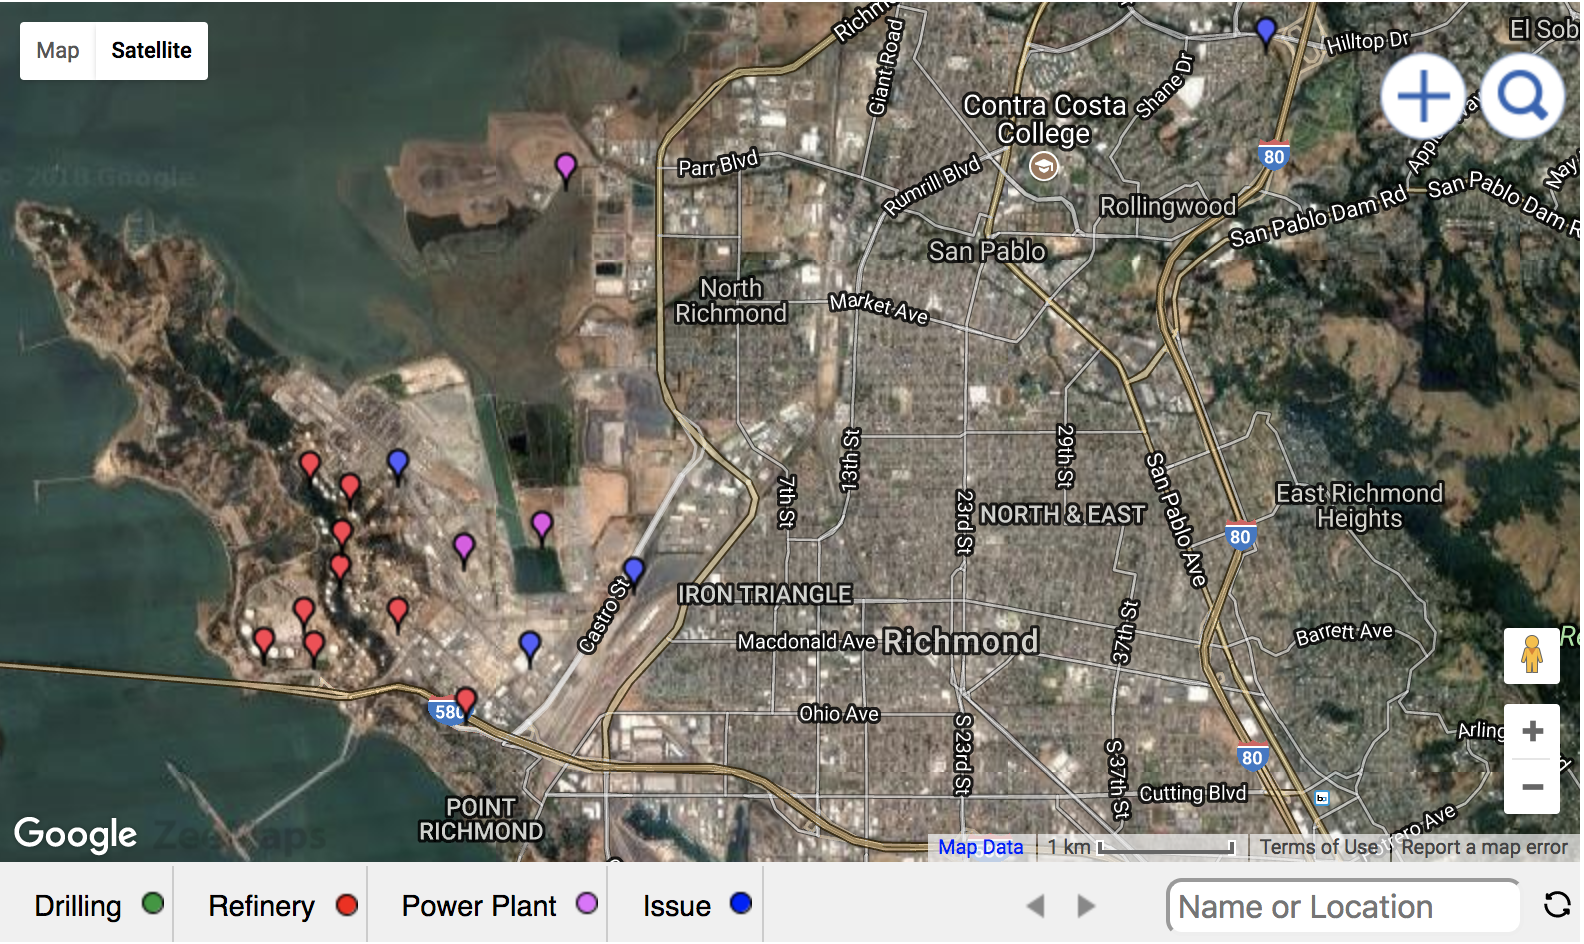 Map
Satellite
Richm
Giant Road
Hilltop Dr
El Sob
Shane Dr
Contra Costa
College
80
Parr Blvd
Rumrill Blvd
Rollingwood
San Pablo Dam Rd
San Pablo Dam R
May
San Pablo
2018 Google
North
Richmond
Market Ave
29th St
13th St
7th St
23rd St
NORTH & EAST
San Pablo Ave
East Richmond
Heights
80
Castro St
IRON TRIANGLE
Macdonald Ave
Richmond
37th St
Barrett Ave
Re
580
Ohio Ave
S 23rd St
S 37th St
80
Arling
Cutting Blvd
POINT
RICHMOND
Google
ZeeMaps
Map Data
1 km
Terms of Use
Report a map error
Drilling
Refinery
Power Plant
Issue
Name or Location